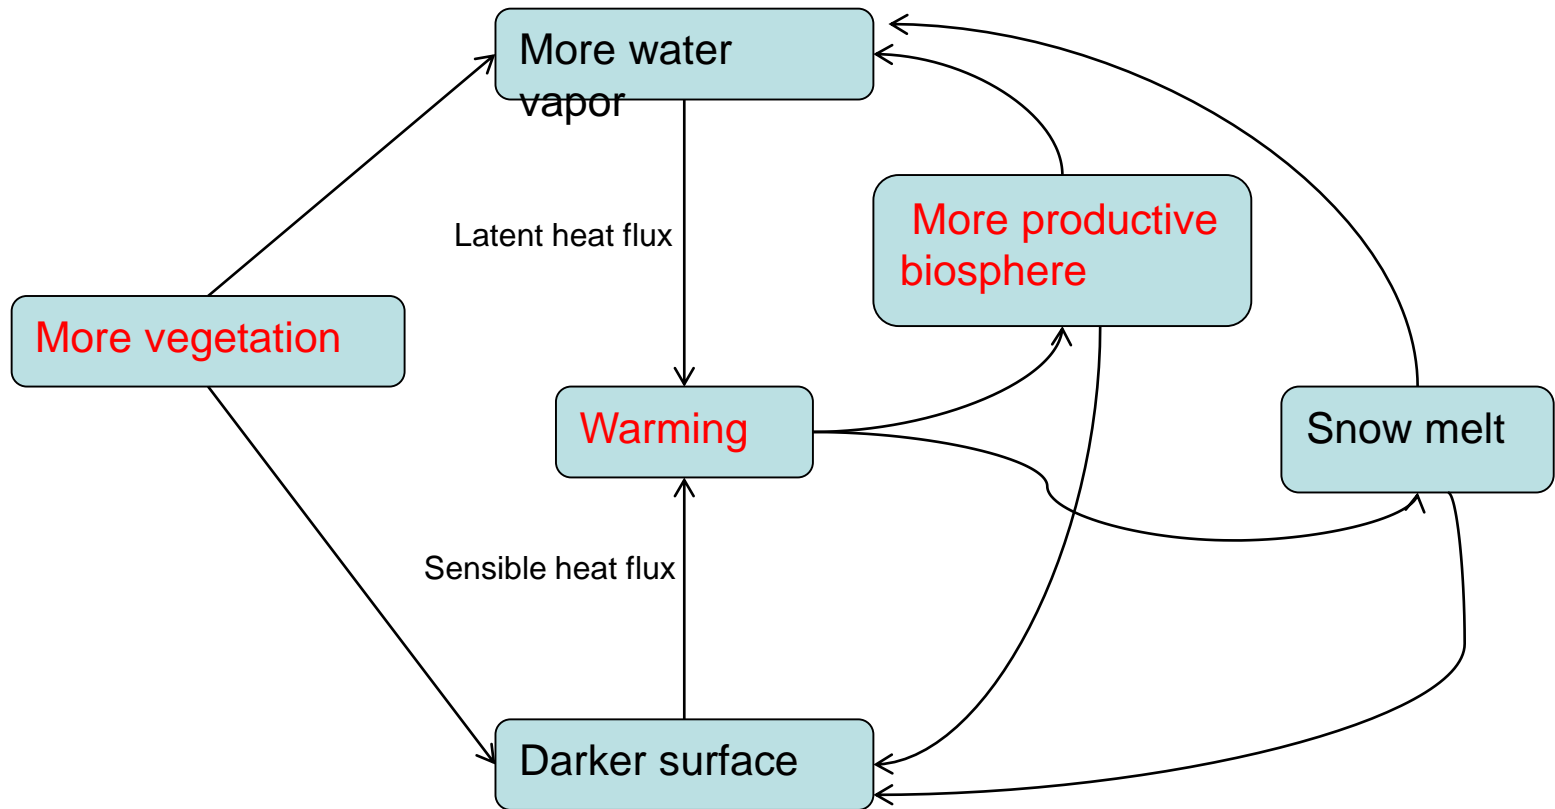 More water
vapor
More productive
biosphere
Latent heat flux
More vegetation
Warming
Snow melt
Sensible heat flux
Darker surface